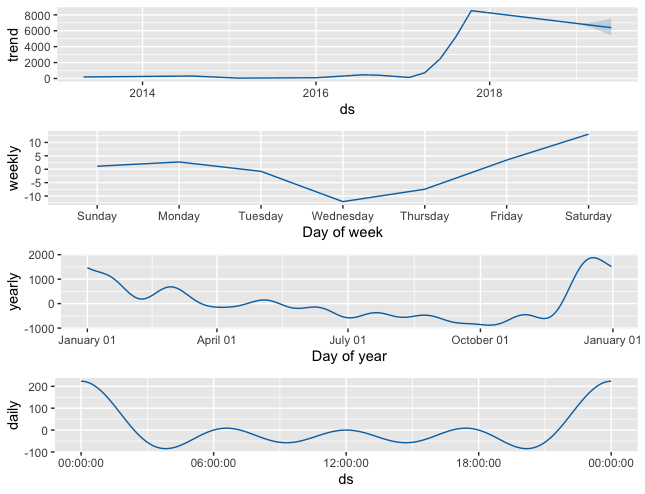 trend
8000
6000
4000
2000
0
2014 2016 2018
ds
weekly
10
5
0
-5
-10
Sunday Monday Tuesday Wednesday Thursday Friday Saturday
Day of week
yearly
2000
1000
0
-1000
January 01 April 01 July 01 October 01 January 01
Day of year
daily
200
100
0
-100
00:00:00 06:00:00 12:00:00 18:00:00 00:00:00
ds